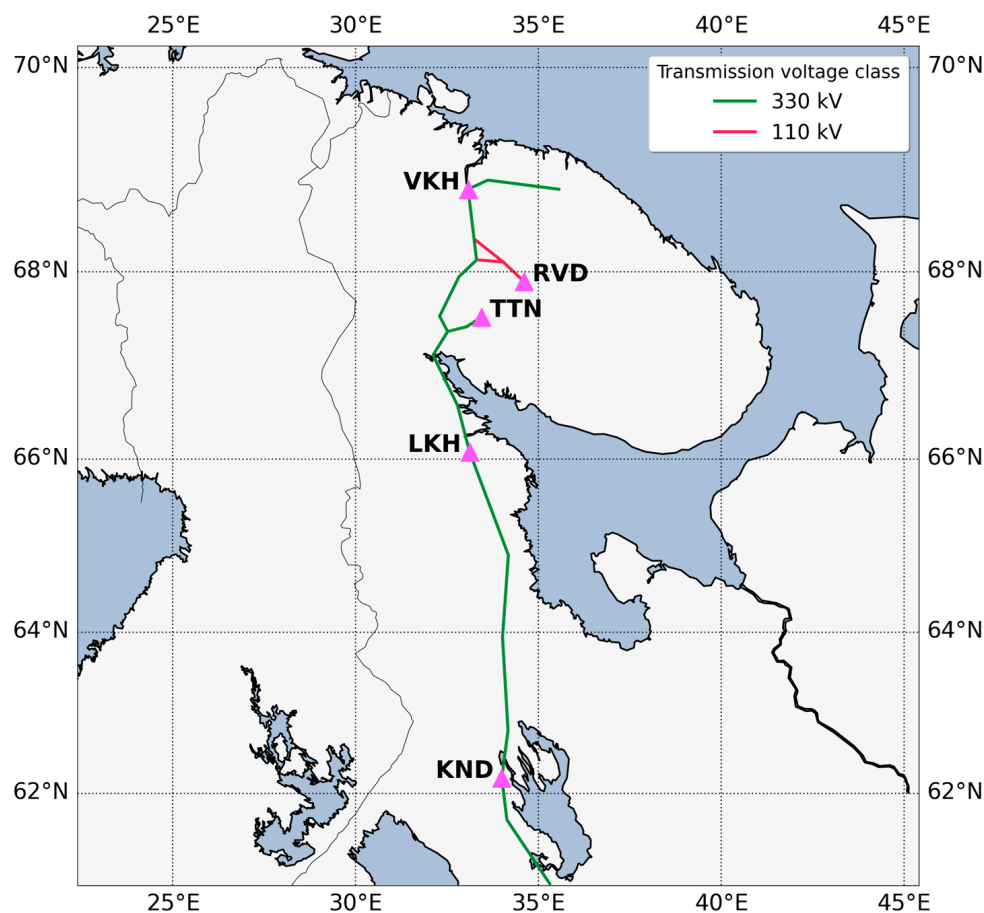 25°E 30°E 35°E 40°E 45°E
70°N 70°N
Transmission voltage class
330 kV
110 kV
VKH
68°N RVD 68°N
TTN
LKH
66°N 66°N
64°N 64°N
KND
62°N 62°N
25°E 30°E 35°E 40°E 45°E